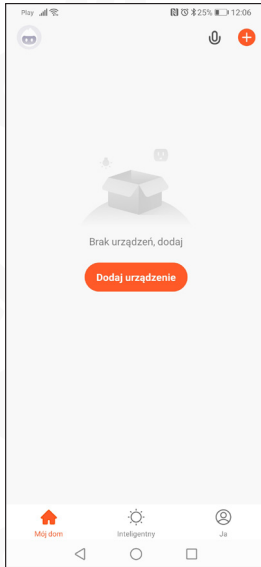 Play 25% 12:06
Brak urządzeń, dodaj
Dodaj urządzenie
Mój dom Inteligentny Ja